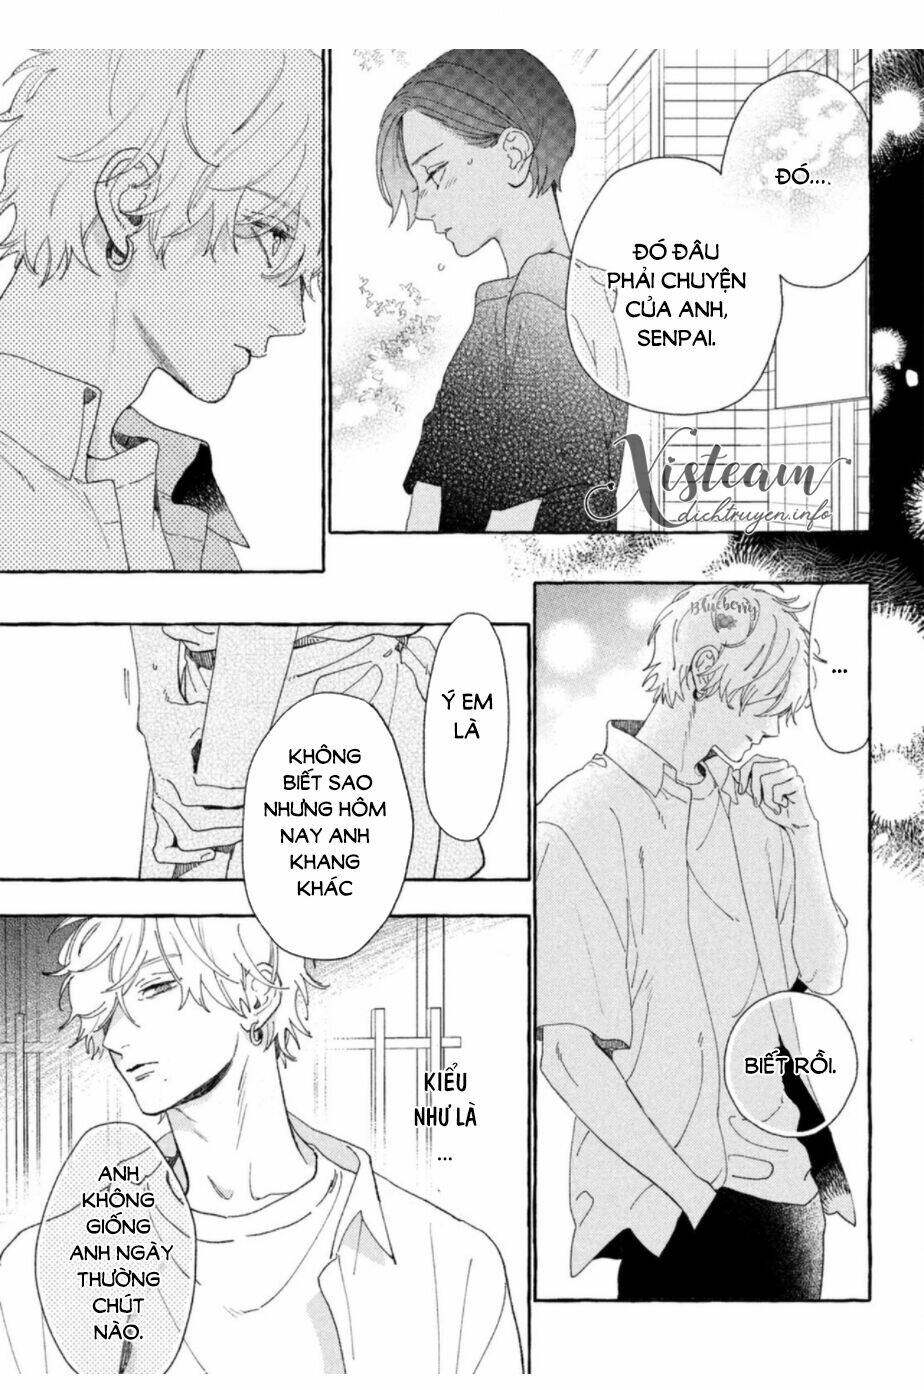 ĐÓ...
ĐÓ ĐÂU
PHẢI CHUYỆN
CỦA ANH,
SENPAI.
Xisteam
dichtruyen.info
Blueberry
...
BIẾT RỒI.
Ý EM
LÀ
KHÔNG
BIẾT SAO
NHƯNG HÔM
NAY ANH
KHANG
KHÁC
KIỂU
NHƯ LÀ
...
ANH
KHÔNG
GIỐNG
ANH NGÀY
THƯỜNG
CHÚT
NÀO.